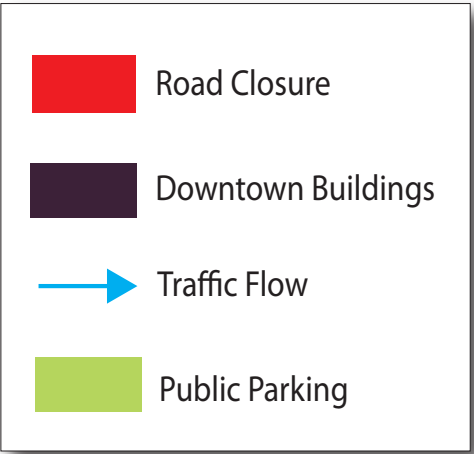 Road Closure
Downtown Buildings
Traffic Flow
Public Parking